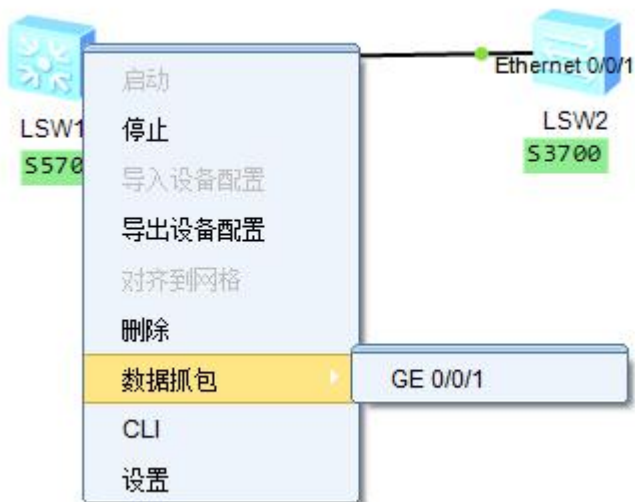 Ethernet 0/0/1
LSW1
LSW2
S570
S3700
启动
停止
导入设备配置
导出设备配置
对齐到网格
删除
数据抓包
GE 0/0/1
CLI
设置